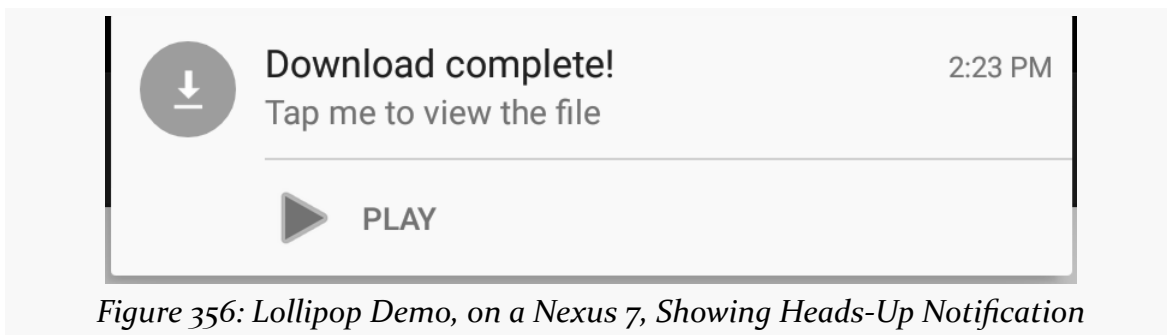 Download complete! 2:23 PM
Tap me to view the file
PLAY
Figure 356: Lollipop Demo, on a Nexus 7, Showing Heads-Up Notification